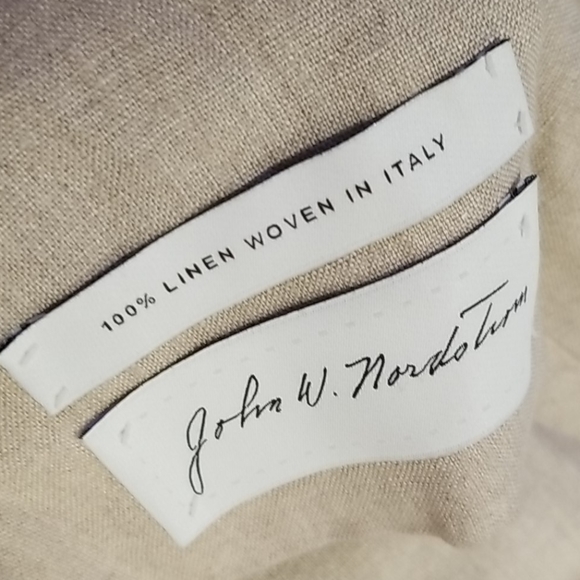 100% LINEN WOVEN IN ITALY
John W. Nordstrom